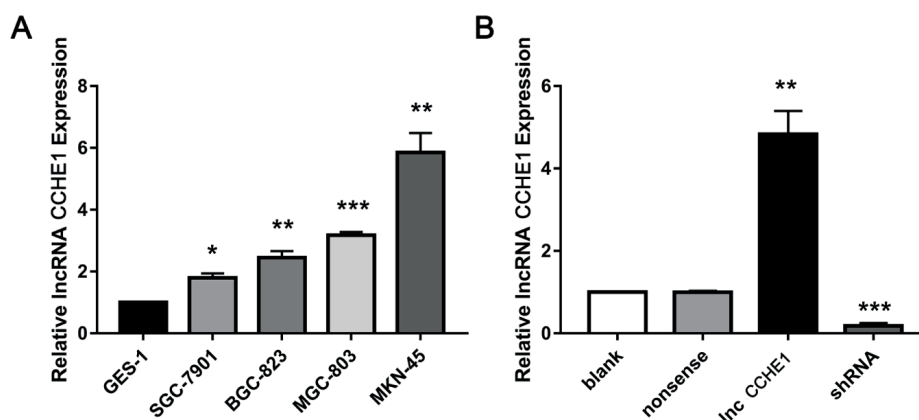 A
Relative lncRNA CCHE1 Expression
8
6
4
2
0
*
**
***
**
GES-1
SGC-7901
BGC-823
MGC-803
MKN-45
B
Relative lncRNA CCHE1 Expression
6
4
2
0
**
***
blank
nonsense
lnc CCHE1
shRNA